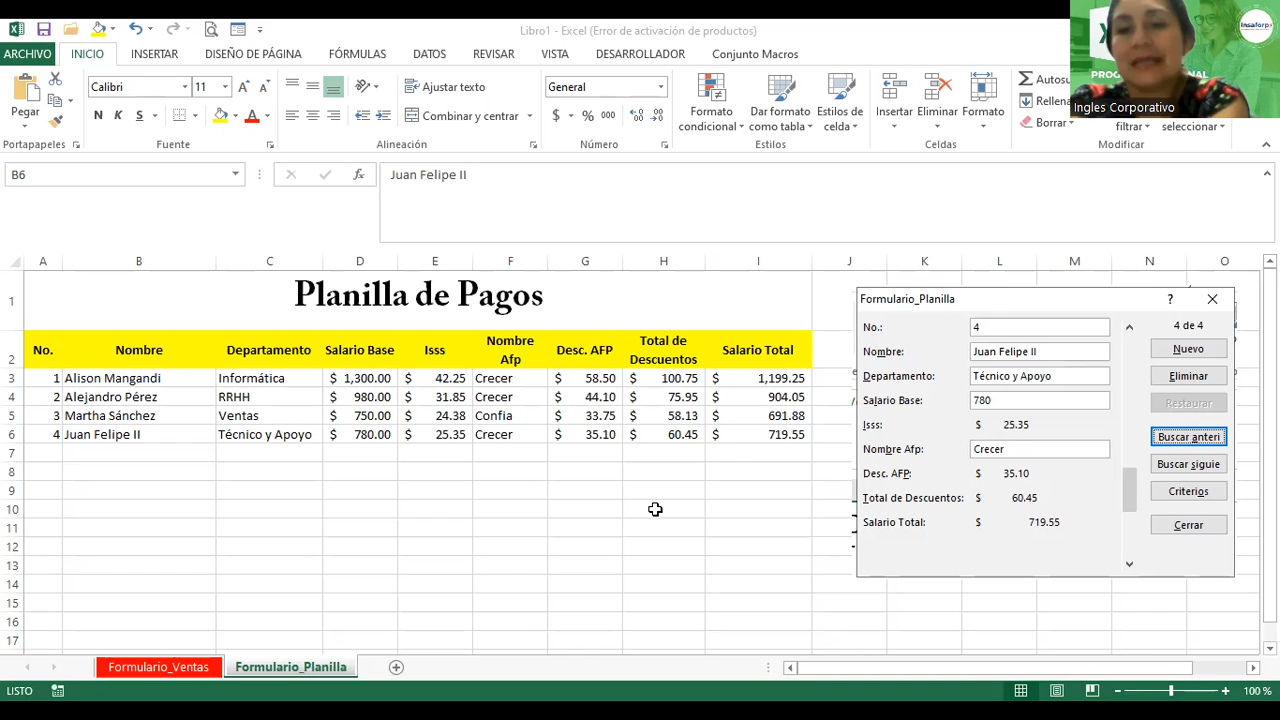 Libro1 - Excel (Error de activación de productos)
ARCHIVO INICIO INSERTAR DISEÑO DE PÁGINA FÓRMULAS DATOS REVISAR VISTA DESARROLLADOR Conjunto Macros
Pegar
Calibri 11
N K S
Ajustar texto
Combinar y centrar
General
$ % 000
Formato condicional
Dar formato como tabla
Estilos de celda
Insertar Eliminar Formato
Borrar
filtrar seleccionar
Ingles Corporativo
Insaforp
Portapapeles Fuente Alineación Número Estilos Celdas Modificar
B6 fx Juan Felipe II
A B C D E F G H I J K L M N O
1 Planilla de Pagos
2 No. Nombre Departamento Salario Base Isss Nombre Afp Desc. AFP Total de Descuentos Salario Total
3 1 Alison Mangandi Informática $ 1,300.00 $ 42.25 Crecer $ 58.50 $ 100.75 $ 1,199.25
4 2 Alejandro Pérez RRHH $ 980.00 $ 31.85 Crecer $ 44.10 $ 75.95 $ 904.05
5 3 Martha Sánchez Ventas $ 750.00 $ 24.38 Confia $ 33.75 $ 58.13 $ 691.88
6 4 Juan Felipe II Técnico y Apoyo $ 780.00 $ 25.35 Crecer $ 35.10 $ 60.45 $ 719.55
7
8
9
10
11
12
13
14
15
16
17
Formulario_Planilla ?
No.: 4
Nombre: Juan Felipe II
Departamento: Técnico y Apoyo
Salario Base: 780
Isss: $ 25.35
Nombre Afp: Crecer
Desc. AFP: $ 35.10
Total de Descuentos: $ 60.45
Salario Total: $ 719.55
4 de 4
Nuevo
Eliminar
Restaurar
Buscar anteri
Buscar siguie
Criterios
Cerrar
Formulario_Ventas Formulario_Planilla
LISTO 100 %